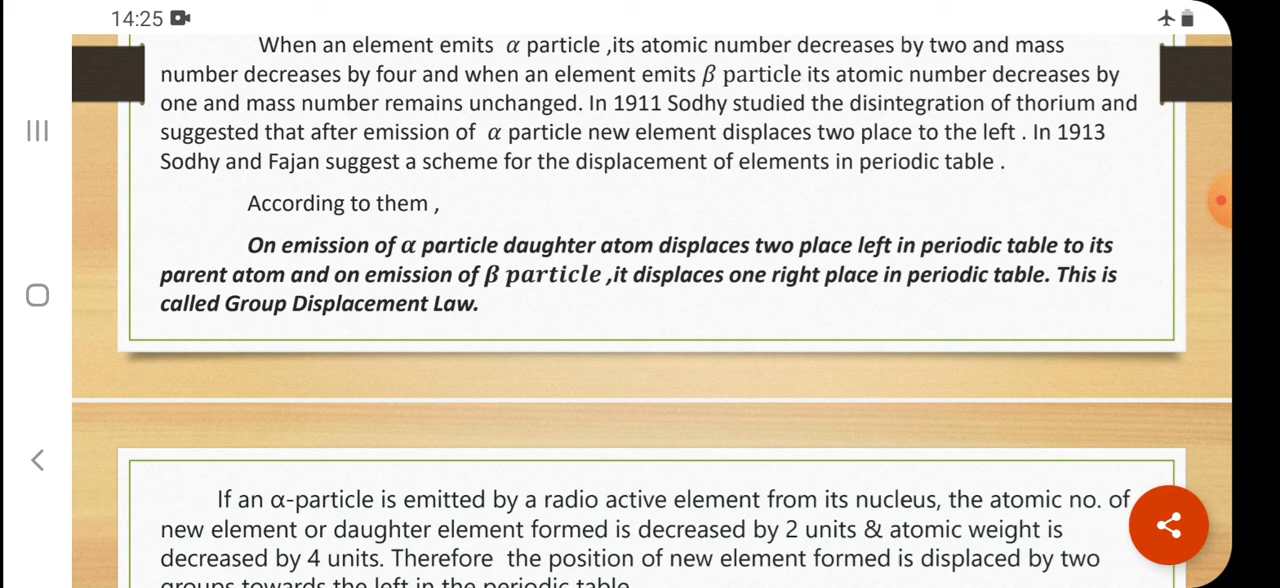 14:25
When an element emits α particle ,its atomic number decreases by two and mass
number decreases by four and when an element emits β particle its atomic number decreases by
one and mass number remains unchanged. In 1911 Sodhy studied the disintegration of thorium and
suggested that after emission of α particle new element displaces two place to the left . In 1913
Sodhy and Fajan suggest a scheme for the displacement of elements in periodic table .
According to them ,
On emission of α particle daughter atom displaces two place left in periodic table to its
parent atom and on emission of β particle ,it displaces one right place in periodic table. This is
called Group Displacement Law.
If an α-particle is emitted by a radio active element from its nucleus, the atomic no. of
new element or daughter element formed is decreased by 2 units & atomic weight is
decreased by 4 units. Therefore the position of new element formed is displaced by two
groups towards the left in the periodic table